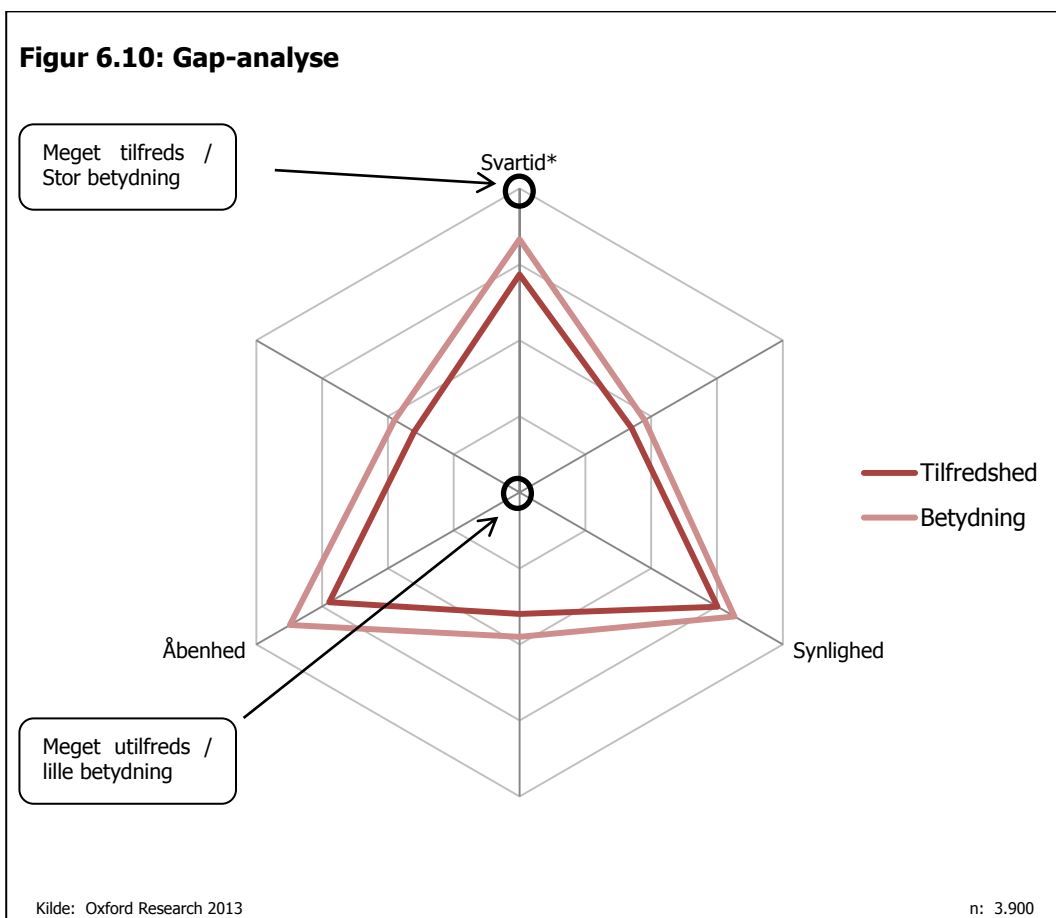 Figur 6.10: Gap-analyse
Meget tilfreds /
Stor betydning
Svartid*
Tilfredshed
Betydning
Åbenhed
Synlighed
Meget utilfreds /
lille betydning
Kilde: Oxford Research 2013
n: 3.900